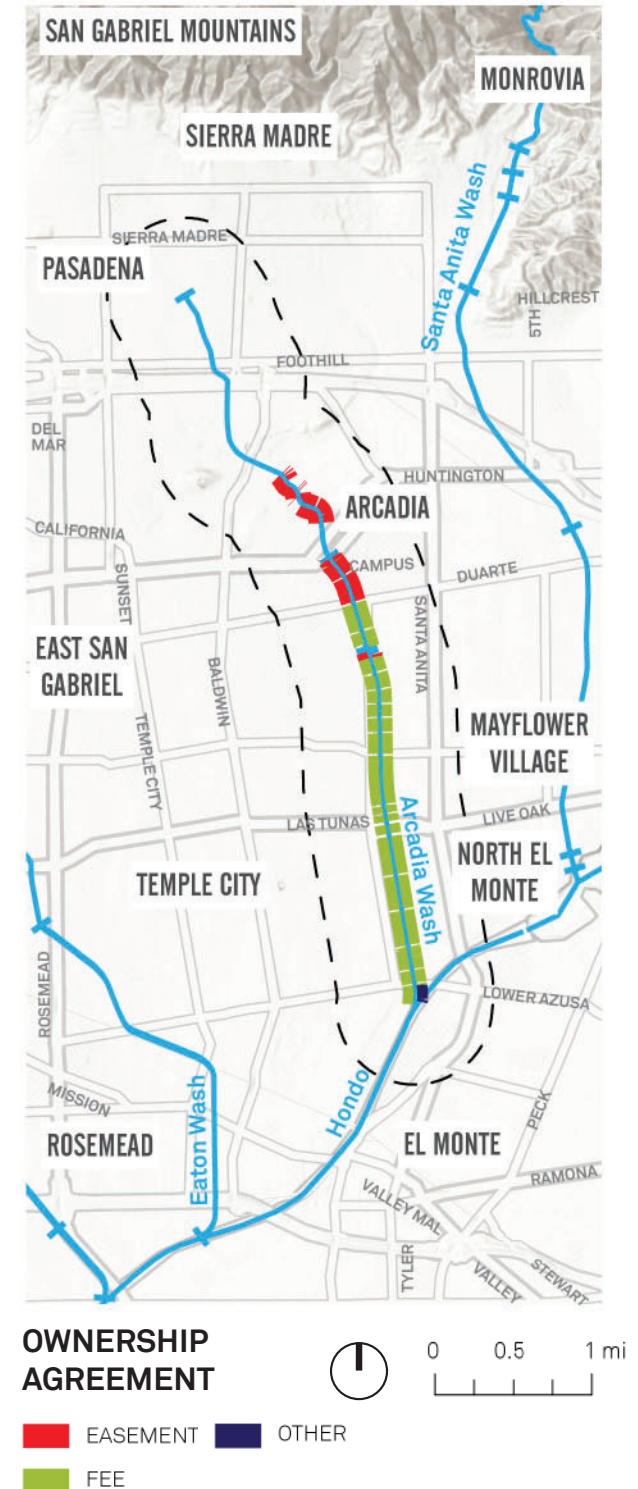 SAN GABRIEL MOUNTAINS
MONROVIA
SIERRA MADRE
Santa Anita Wash
SIERRA MADRE
PASADENA
HILLCREST
5TH
FOOTHILL
DEL
MAR
HUNTINGTON
ARCADIA
CALIFORNIA
CAMPUS
DUARTE
SUNSET
SANTA ANITA
EAST SAN
GABRIEL
BALDWIN
TEMPLE CITY
MAYFLOWER
VILLAGE
Arcadia Wash
LIVE OAK
LAS TUNAS
NORTH EL
MONTE
TEMPLE CITY
ROSEMEAD
LOWER AZUSA
MISSION
Eaton Wash
Hondo
PECK
ROSEMEAD
EL MONTE
RAMONA
VALLEY MAL
TYLER
VALLEY
STEWART
OWNERSHIP
AGREEMENT
0 0.5 1 mi
EASEMENT
OTHER
FEE